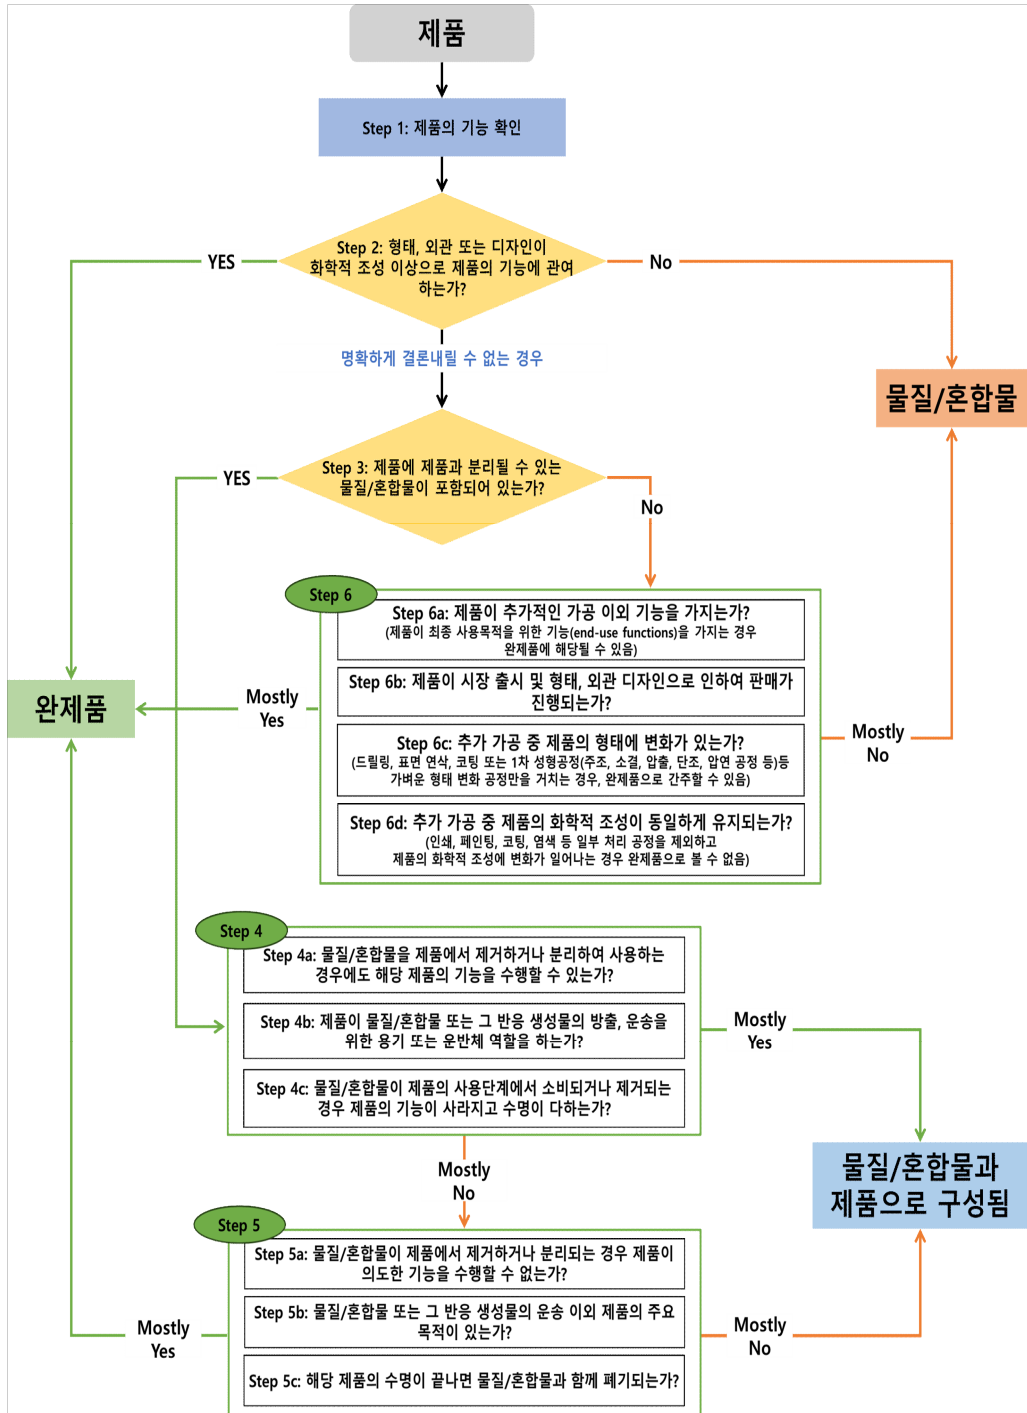 제품
Step 1: 제품의 기능 확인
Step 2: 형태, 외관 또는 디자인이
화학적 조성 이상으로 제품의 기능에 관여
하는가?
YES
No
명확하게 결론내릴 수 없는 경우
물질/혼합물
Step 3: 제품에 제품과 분리될 수 있는
물질/혼합물이 포함되어 있는가?
YES
No
Step 6
Step 6a: 제품이 추가적인 가공 이외 기능을 가지는가?
(제품이 최종 사용목적을 위한 기능(end-use functions)을 가지는 경우
완제품에 해당될 수 있음)
Step 6b: 제품이 시장 출시 및 형태, 외관 디자인으로 인하여 판매가
진행되는가?
Step 6c: 추가 가공 중 제품의 형태에 변화가 있는가?
(드릴링, 표면 연삭, 코팅 또는 1차 성형공정(주조, 소결, 압출, 단조, 압연 공정 등)등
가벼운 형태 변화 공정만을 거치는 경우, 완제품으로 간주할 수 있음)
Step 6d: 추가 가공 중 제품의 화학적 조성이 동일하게 유지되는가?
(인쇄, 페인팅, 코팅, 염색 등 일부 처리 공정을 제외하고
제품의 화학적 조성에 변화가 일어나는 경우 완제품으로 볼 수 없음)
완제품
Mostly
Yes
Mostly
No
Step 4
Step 4a: 물질/혼합물을 제품에서 제거하거나 분리하여 사용하는
경우에도 해당 제품의 기능을 수행할 수 있는가?
Step 4b: 제품이 물질/혼합물 또는 그 반응 생성물의 방출, 운송을
위한 용기 또는 운반체 역할을 하는가?
Step 4c: 물질/혼합물이 제품의 사용단계에서 소비되거나 제거되는
경우 제품의 기능이 사라지고 수명이 다하는가?
Mostly
Yes
Mostly
No
물질/혼합물과
제품으로 구성됨
Step 5
Step 5a: 물질/혼합물이 제품에서 제거하거나 분리되는 경우 제품이
의도한 기능을 수행할 수 없는가?
Step 5b: 물질/혼합물 또는 그 반응 생성물의 운송 이외 제품의 주요
목적이 있는가?
Step 5c: 해당 제품의 수명이 끝나면 물질/혼합물과 함께 폐기되는가?
Mostly
Yes
Mostly
No